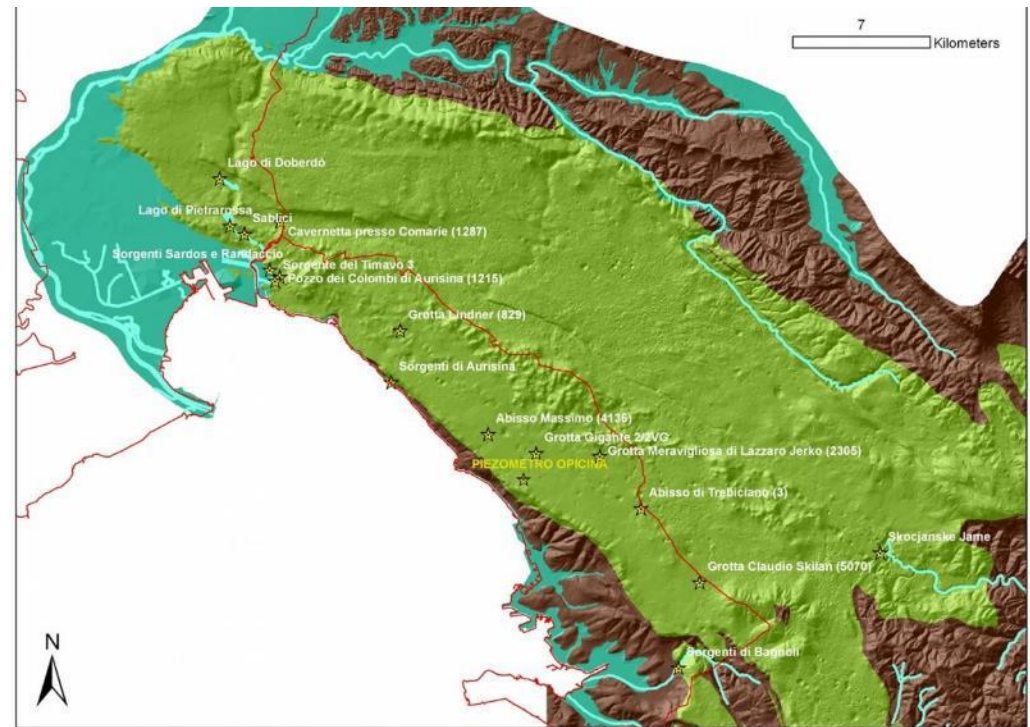 7
Kilometers
Lago di Doberdò
Lago di Pietrarossa
Sablici
Cavernetta presso Comarie (1287)
Sorgenti Sardos e Randaccio
Sorgente del Timavo 3
Pozzo dei Colombi di Aurisina (1215)
Grotta Lindner (829)
Sorgenti di Aurisina
Abisso Massimo (4136)
Grotta Gigante 2/2VG
Grotta Meravigliosa di Lazzaro Jerko (2305)
PIEZOMETRO OPICINA
Abisso di Trebiciano (3)
Skocjanske Jame
Grotta Claudio Skilan (5070)
N
Sorgenti di Bagnoli